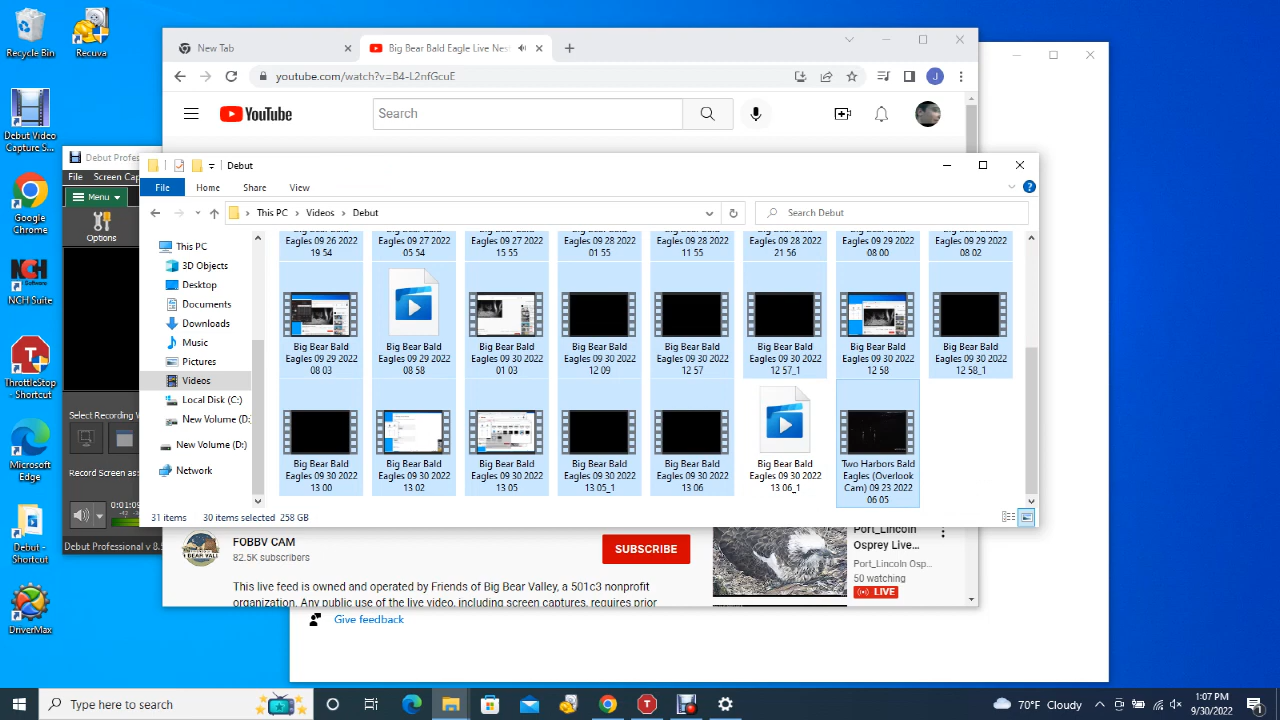 Recycle Bin
Recuva
Debut Video
Capture S...
Google
Chrome
NCH Suite
ThrottleStop
- Shortcut
Microsoft
Edge
Debut -
Shortcut
DriverMax
New Tab
Big Bear Bald Eagle Live Nes
youtube.com/watch?v=B4-L2nfGcuE
J
YouTube
Search
Debut Profes
File Screen Cap
Menu
Options
Select Recording
Record Screen as:
0:01:09
Debut Professional v 8.
Debut
File Home Share View
This PC > Videos > Debut
Search Debut
This PC
3D Objects
Desktop
Documents
Downloads
Music
Pictures
Videos
Local Disk (C:)
New Volume (D:
New Volume (D:)
Network
Eagles 09 26 2022
19 54
Eagles 09 27 2022
05 54
Eagles 09 27 2022
15 55
Eagles 09 28 2022
01 55
Eagles 09 28 2022
11 55
Eagles 09 28 2022
21 56
Eagles 09 29 2022
08 00
Eagles 09 29 2022
08 02
Big Bear Bald
Eagles 09 29 2022
08 03
Big Bear Bald
Eagles 09 29 2022
08 58
Big Bear Bald
Eagles 09 30 2022
01 03
Big Bear Bald
Eagles 09 30 2022
12 09
Big Bear Bald
Eagles 09 30 2022
12 57
Big Bear Bald
Eagles 09 30 2022
12 57_1
Big Bear Bald
Eagles 09 30 2022
12 58
Big Bear Bald
Eagles 09 30 2022
12 58_1
Big Bear Bald
Eagles 09 30 2022
13 00
Big Bear Bald
Eagles 09 30 2022
13 02
Big Bear Bald
Eagles 09 30 2022
13 05
Big Bear Bald
Eagles 09 30 2022
13 05_1
Big Bear Bald
Eagles 09 30 2022
13 06
Big Bear Bald
Eagles 09 30 2022
13 06_1
Two Harbors Bald
Eagles (Overlook
Cam) 09 23 2022
06 05
31 items 30 items selected 258 GB
FOBBV CAM
82.5K subscribers
SUBSCRIBE
This live feed is owned and operated by Friends of Big Bear Valley, a 501c3 nonprofit
organization. Any public use of the live video, including screen captures, requires prior
Port_Lincoln
Osprey Live...
Port_Lincoln Osp...
50 watching
LIVE
Give feedback
Type here to search
70°F Cloudy
1:07 PM
9/30/2022
1